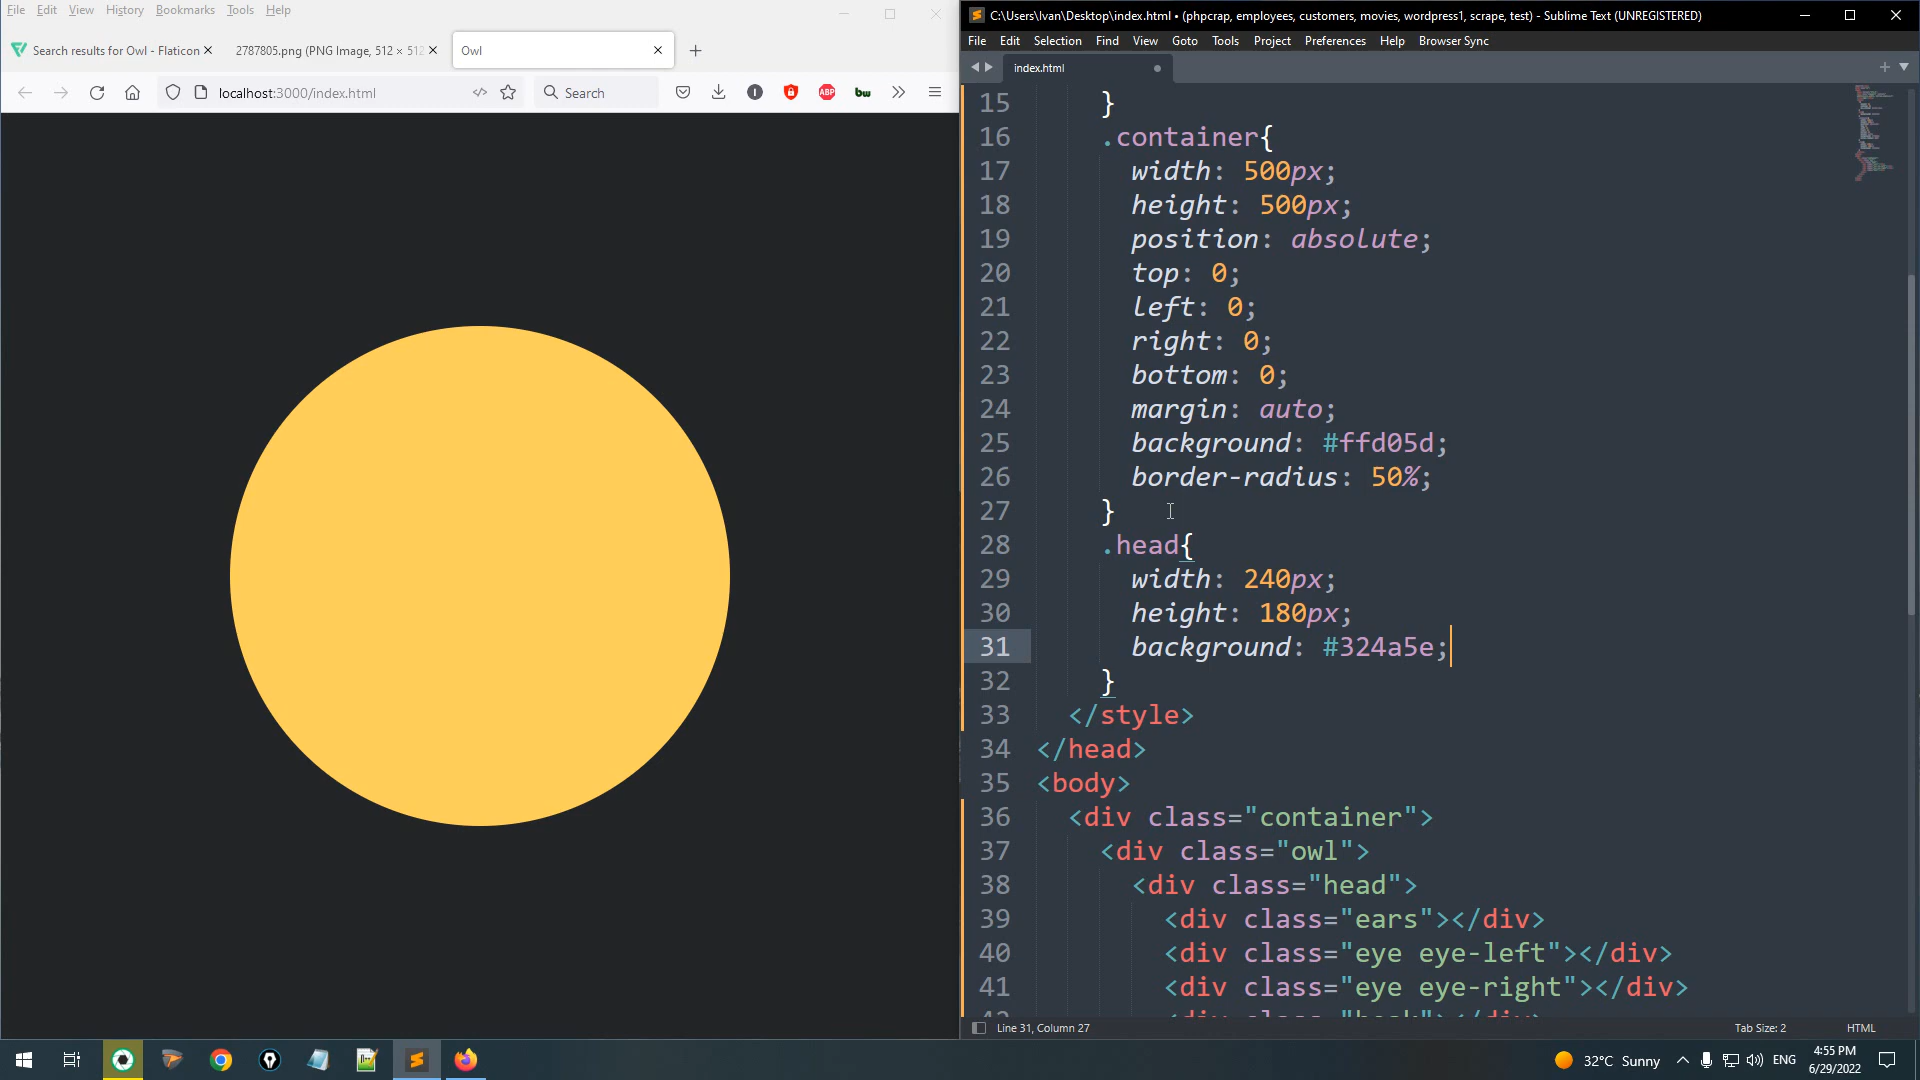 File Edit View History Bookmarks Tools Help
Search results for Owl - Flaticon
2787805.png (PNG Image, 512 × 512
Owl
localhost:3000/index.html
Search
ABP
bw
C:\Users\Ivan\Desktop\index.html • (phpcrap, employees, customers, movies, wordpress1, scrape, test) - Sublime Text (UNREGISTERED)
File Edit Selection Find View Goto Tools Project Preferences Help Browser Sync
index.html
15 }
16 .container{
17 width: 500px;
18 height: 500px;
19 position: absolute;
20 top: 0;
21 left: 0;
22 right: 0;
23 bottom: 0;
24 margin: auto;
25 background: #ffd05d;
26 border-radius: 50%;
27 }
28 .head{
29 width: 240px;
30 height: 180px;
31 background: #324a5e;
32 }
33 </style>
34 </head>
35 <body>
36 <div class="container">
37 <div class="owl">
38 <div class="head">
39 <div class="ears"></div>
40 <div class="eye eye-left"></div>
41 <div class="eye eye-right"></div>
Line 31, Column 27
Tab Size: 2
HTML
32°C Sunny
ENG
4:55 PM
6/29/2022